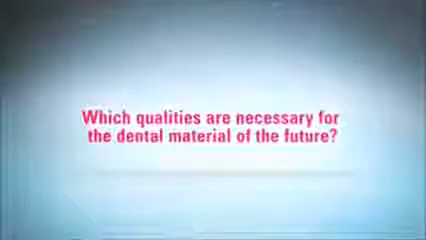 Which qualities are necessary for
the dental material of the future?